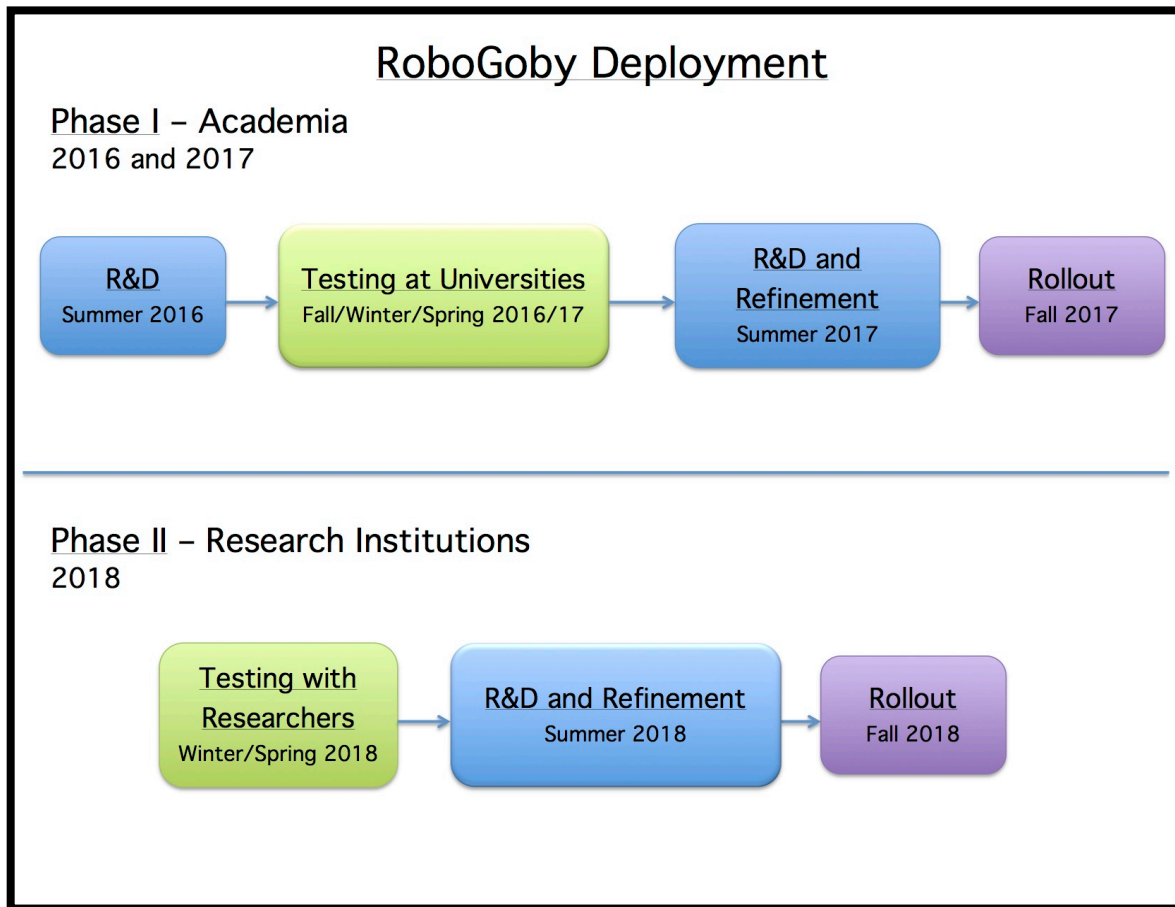 RoboGoby Deployment
Phase I – Academia
2016 and 2017
R&D
Summer 2016
Testing at Universities
Fall/Winter/Spring 2016/17
R&D and
Refinement
Summer 2017
Rollout
Fall 2017
Phase II – Research Institutions
2018
Testing with
Researchers
Winter/Spring 2018
R&D and Refinement
Summer 2018
Rollout
Fall 2018